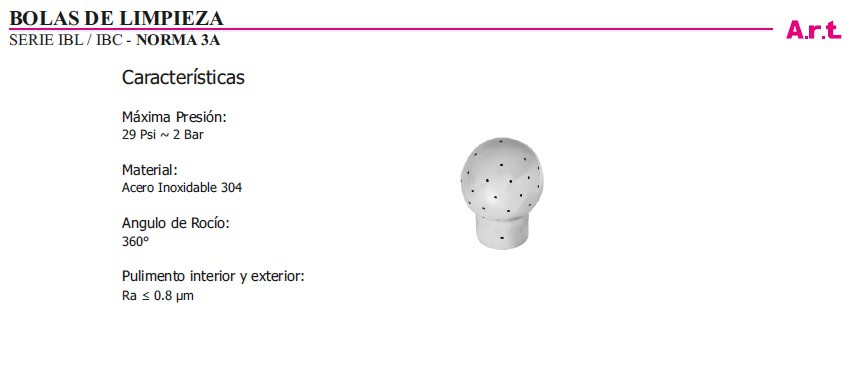 BOLAS DE LIMPIEZA
A.r.t
SERIE IBL / IBC - NORMA 3A
Características
Máxima Presión:
29 Psi ~ 2 Bar
Material:
Acero Inoxidable 304
Angulo de Rocío:
360°
Pulimento interior y exterior:
Ra ≤ 0.8 µm